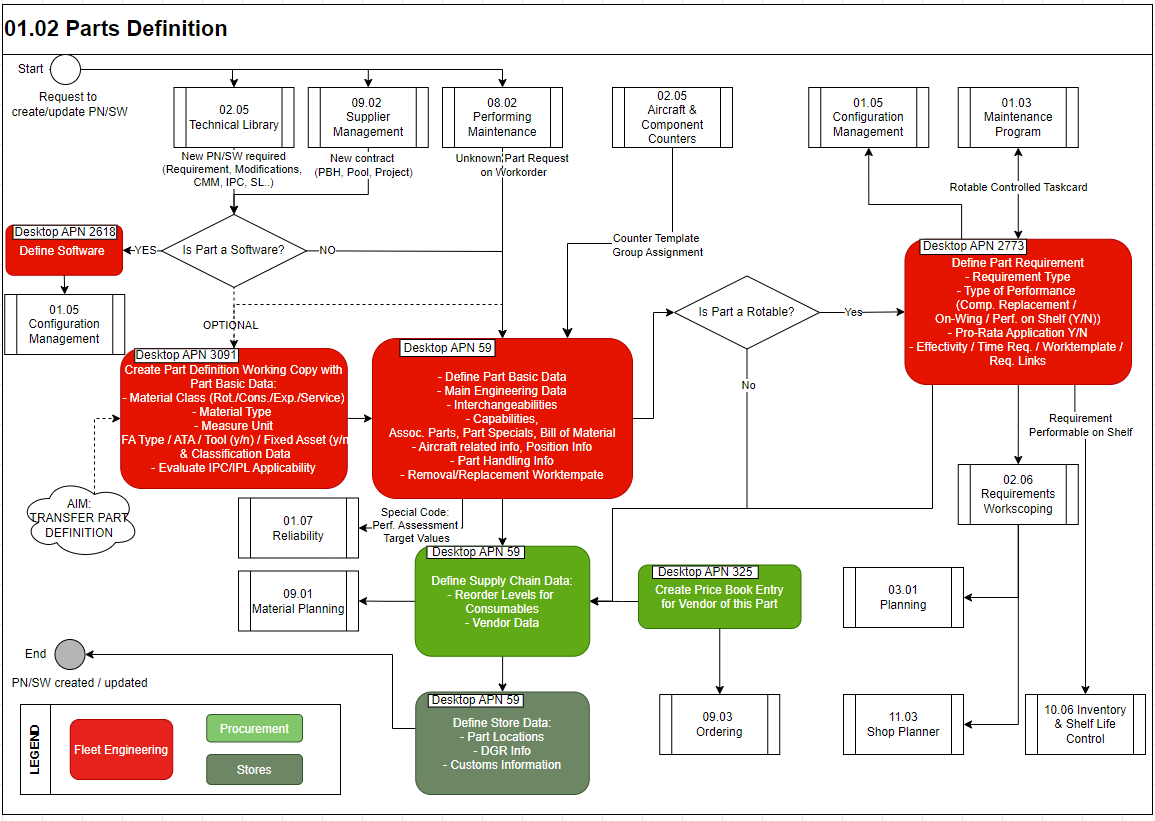 01.02 Parts Definition
Start
Request to
create/update PN/SW
02.05
Technical Library
09.02
Supplier
Management
08.02
Performing
Maintenance
02.05
Aircraft &
Component
Counters
01.05
Configuration
Management
01.03
Maintenance
Program
New PN/SW required
(Requirement, Modifications,
CMM, IPC, SL..)
New contract
(PBH, Pool, Project)
Unknown Part Request
on Workorder
Rotable Controlled Taskcard
Desktop APN 2618
Define Software
YES
Is Part a Software?
NO
Counter Template
Group Assignment
Desktop APN 2773
Define Part Requirement
- Requirement Type
- Type of Performance
(Comp. Replacement /
On-Wing / Perf. on Shelf (Y/N))
- Pro-Rata Application Y/N
- Effectivity / Time Req. / Worktemplate /
Req. Links
01.05
Configuration
Management
OPTIONAL
Is Part a Rotable?
Yes
No
Desktop APN 3091
Create Part Definition Working Copy with
Part Basic Data:
- Material Class (Rot./Cons./Exp./Service)
- Material Type
- Measure Unit
FA Type / ATA / Tool (y/n) / Fixed Asset (y/n
& Classification Data
- Evaluate IPC/IPL Applicability
Desktop APN 59
- Define Part Basic Data
- Main Engineering Data
- Interchangeabilities
- Capabilities,
Assoc. Parts, Part Specials, Bill of Material
- Aircraft related info, Position Info
- Part Handling Info
- Removal/Replacement Worktempate
Requirement
Performable on Shelf
AIM:
TRANSFER PART
DEFINITION
01.07
Reliability
Special Code:
Perf. Assessment
Target Values
02.06
Requirements
Workscoping
09.01
Material Planning
Desktop APN 59
Define Supply Chain Data:
- Reorder Levels for
Consumables
- Vendor Data
Desktop APN 325
Create Price Book Entry
for Vendor of this Part
03.01
Planning
End
PN/SW created / updated
Desktop APN 59
Define Store Data:
- Part Locations
- DGR Info
- Customs Information
09.03
Ordering
11.03
Shop Planner
10.06 Inventory
& Shelf Life
Control
LEGEND
Fleet Engineering
Procurement
Stores